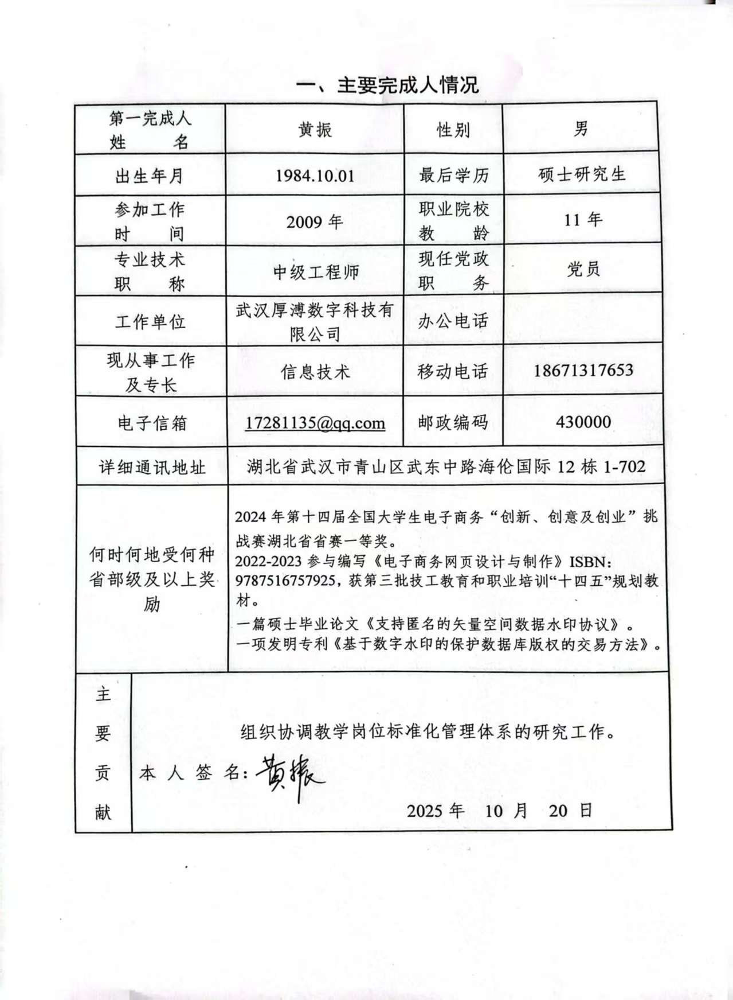 一、主要完成人情况
第一完成人
姓 名
黄振
性别
男
出生年月
1984.10.01
最后学历
硕士研究生
参加工作
时 间
2009 年
职业院校
教 龄
11 年
专业技术
职 称
中级工程师
现任党政
职 务
党员
工作单位
武汉厚溥数字科技有
限公司
办公电话
现从事工作
及专长
信息技术
移动电话
18671317653
电子信箱
17281135@qq.com
邮政编码
430000
详细通讯地址
湖北省武汉市青山区武东中路海伦国际 12 栋 1-702
何时何地受何种
省部级及以上奖
励
2024 年第十四届全国大学生电子商务“创新、创意及创业”挑
战赛湖北省省赛一等奖。
2022-2023 参与编写《电子商务网页设计与制作》ISBN:
9787516757925，获第三批技工教育和职业培训“十四五”规划教
材。
一篇硕士毕业论文《支持匿名的矢量空间数据水印协议》。
一项发明专利《基于数字水印的保护数据库版权的交易方法》。
主
要
贡
献
组织协调教学岗位标准化管理体系的研究工作。
本 人 签 名：黄振
2025 年 10 月 20 日